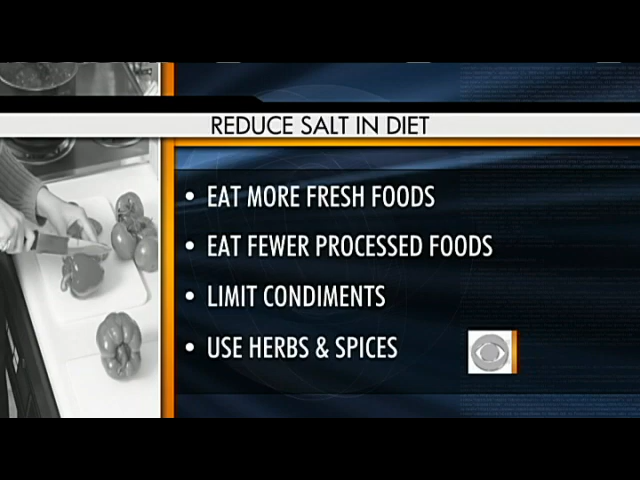 REDUCE SALT IN DIET
• EAT MORE FRESH FOODS
• EAT FEWER PROCESSED FOODS
• LIMIT CONDIMENTS
• USE HERBS & SPICES